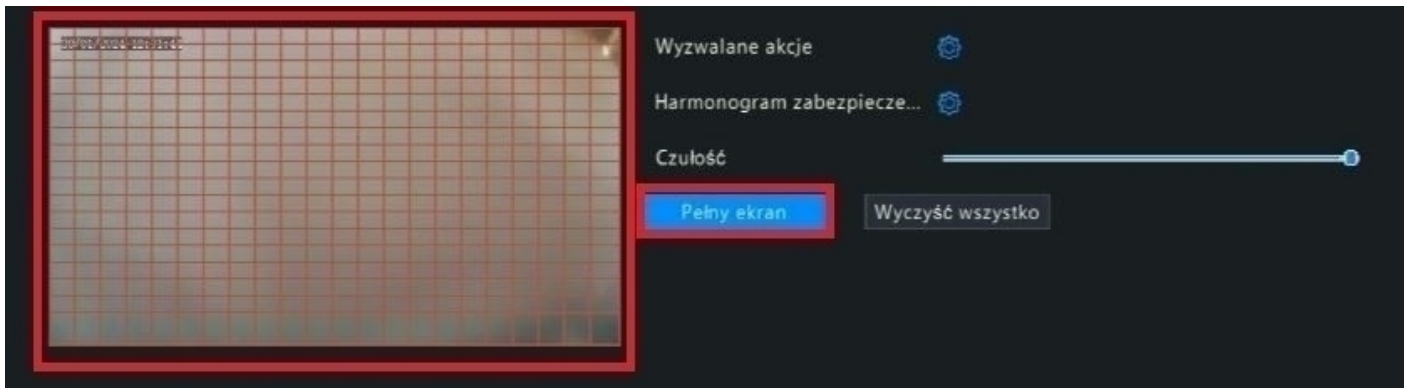 Wyzwalane akcje
Harmonogram zabezpiecze...
Czułość
Pełny ekran
Wyczyść wszystko